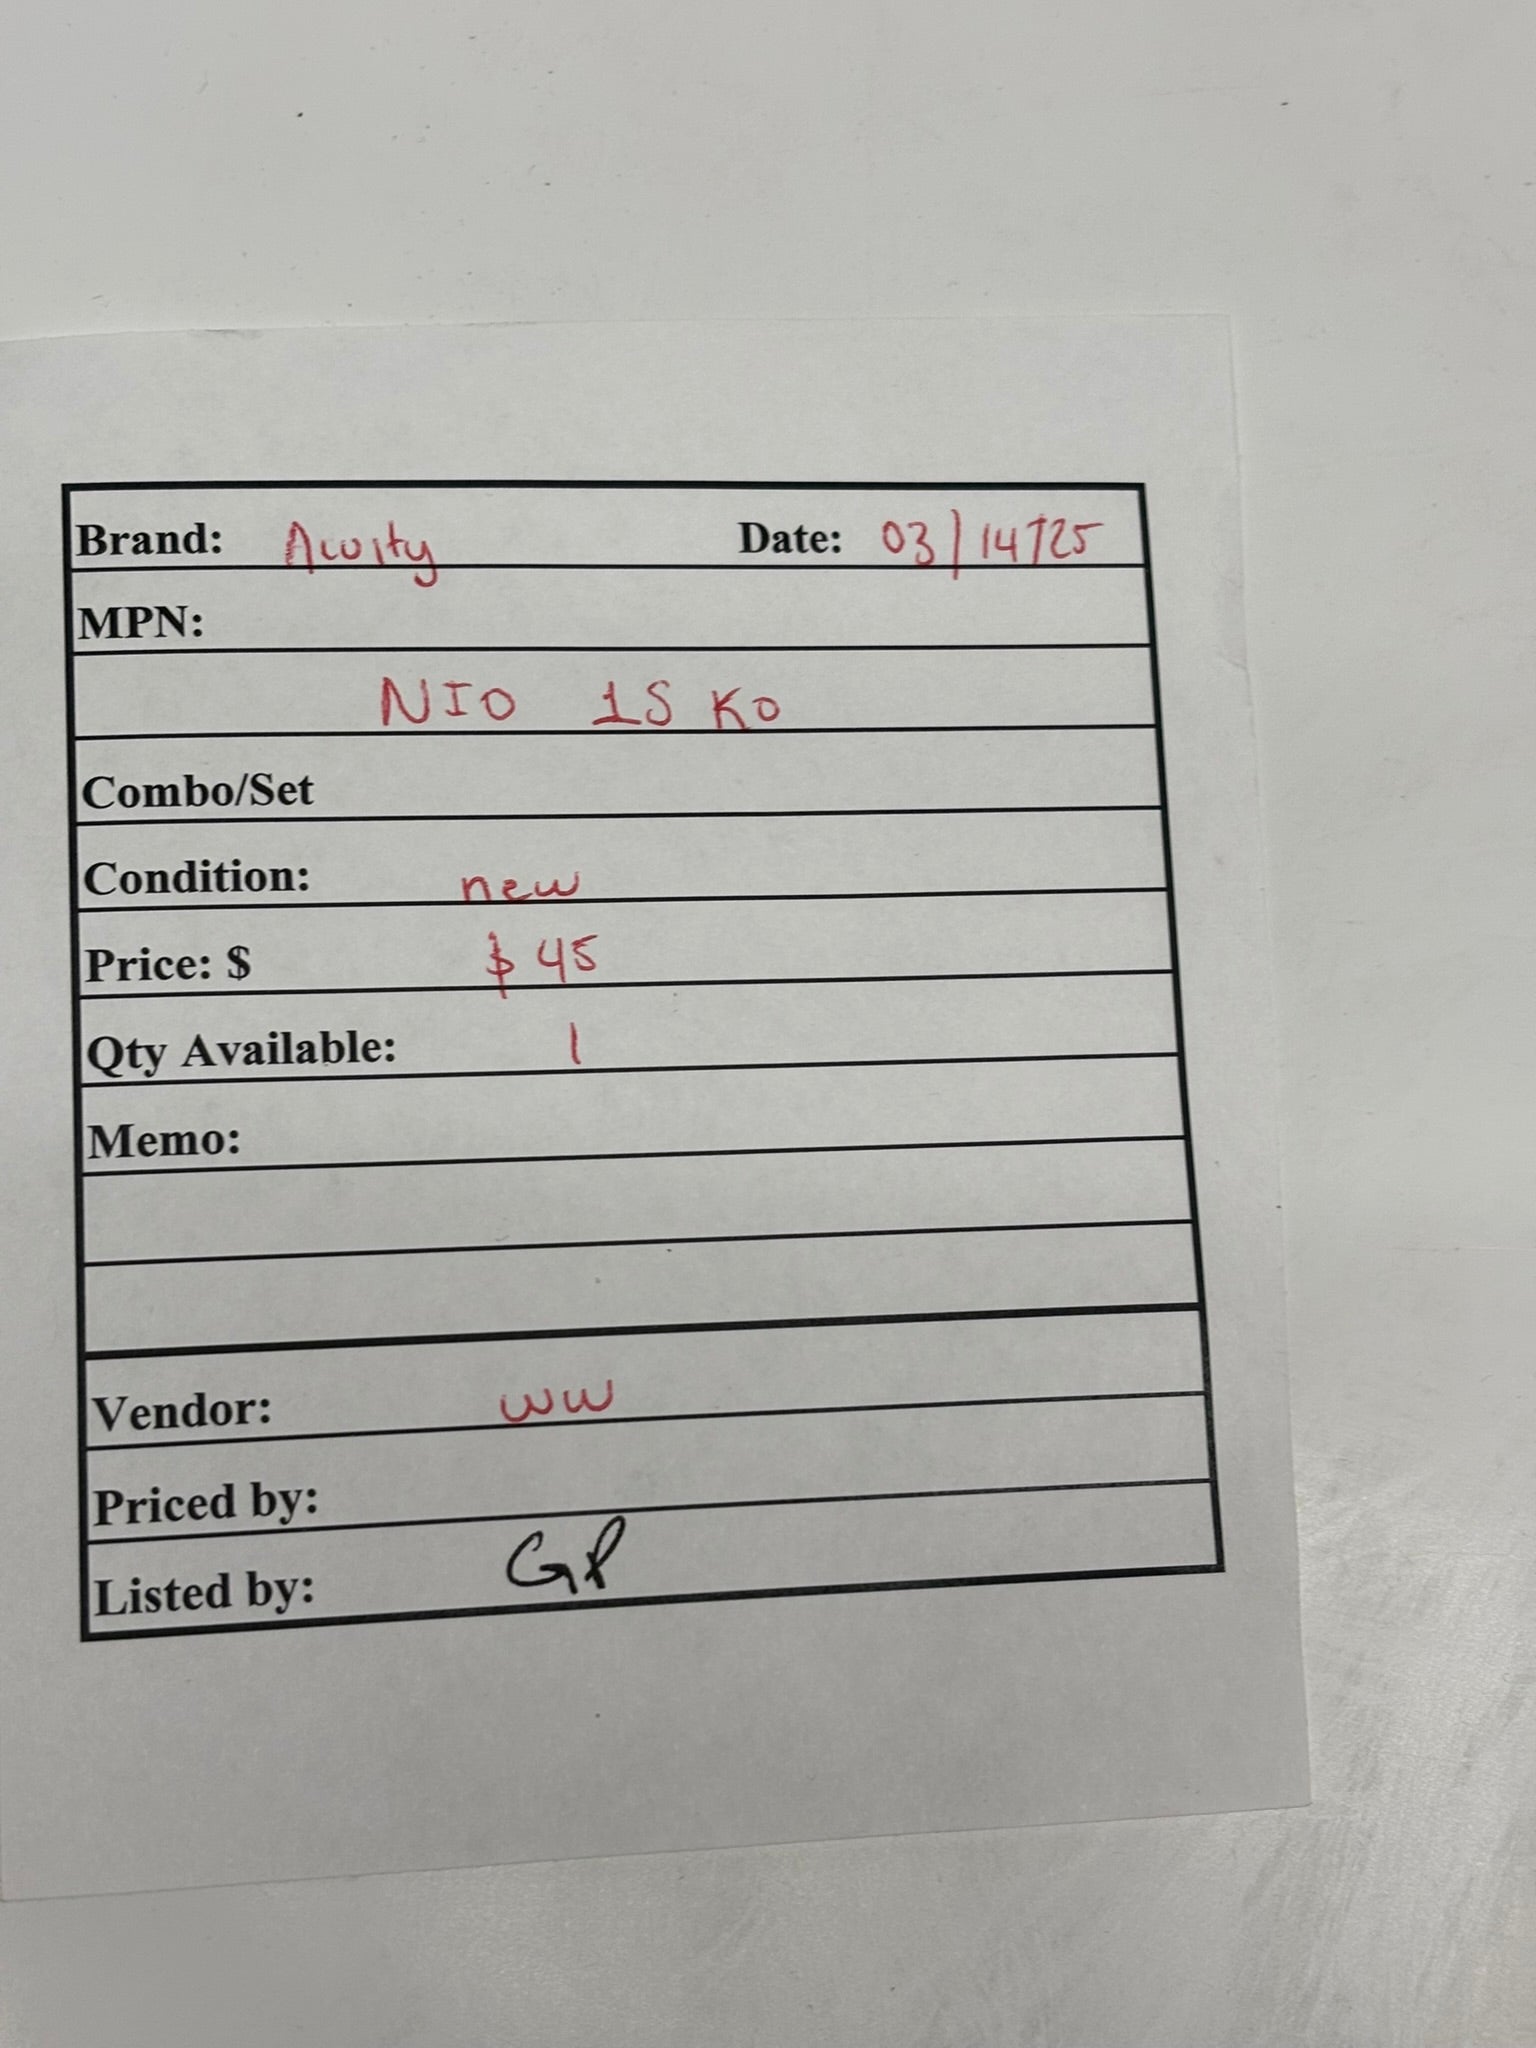 Brand: Acuity Date: 03/14/25
MPN:
NIO 1S KO
Combo/Set
Condition: new
Price: $ $45
Qty Available: 1
Memo:
Vendor: WW
Priced by:
Listed by: GP